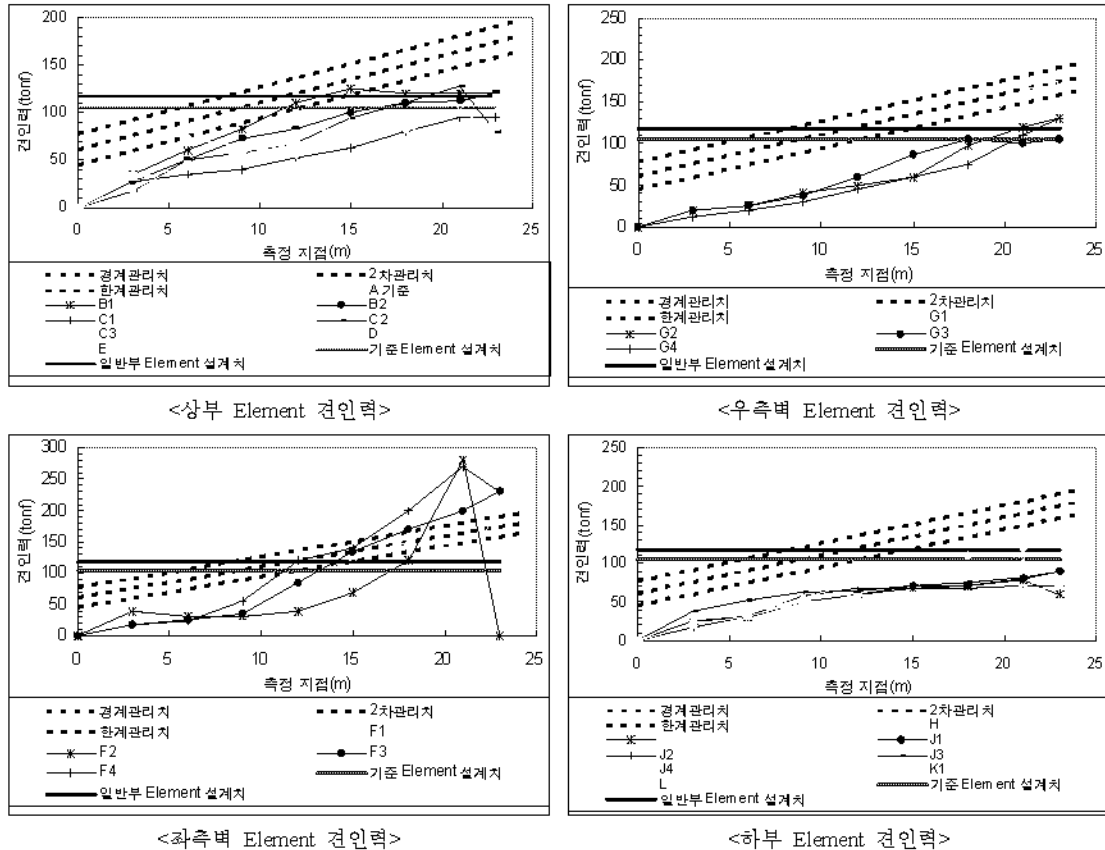 200
150
100
50
0
견인력(tonf)
0 5 10 15 20 25
측정 지점(m)
경계관리치 2차관리치
한계관리치 A기준
B1 B2
C1 C2
C3 D
E 기준 Element 설계치
일반부 Element 설계치
<상부 Element 견인력>
250
200
150
100
50
0
견인력(tonf)
0 5 10 15 20 25
측정 지점(m)
경계관리치 2차관리치
한계관리치 G1
G2 G3
G4 기준 Element 설계치
일반부 Element 설계치
<우측벽 Element 견인력>
300
250
200
150
100
50
0
견인력(tonf)
0 5 10 15 20 25
측정 지점(m)
경계관리치 2차관리치
한계관리치 F1
F2 F3
F4 기준 Element 설계치
일반부 Element 설계치
<좌측벽 Element 견인력>
250
200
150
100
50
0
견인력(tonf)
0 5 10 15 20 25
측정 지점(m)
경계관리치 2차관리치
한계관리치 H
J1
J2 J3
J4 K1
L 기준 Element 설계치
일반부 Element 설계치
<하부 Element 견인력>